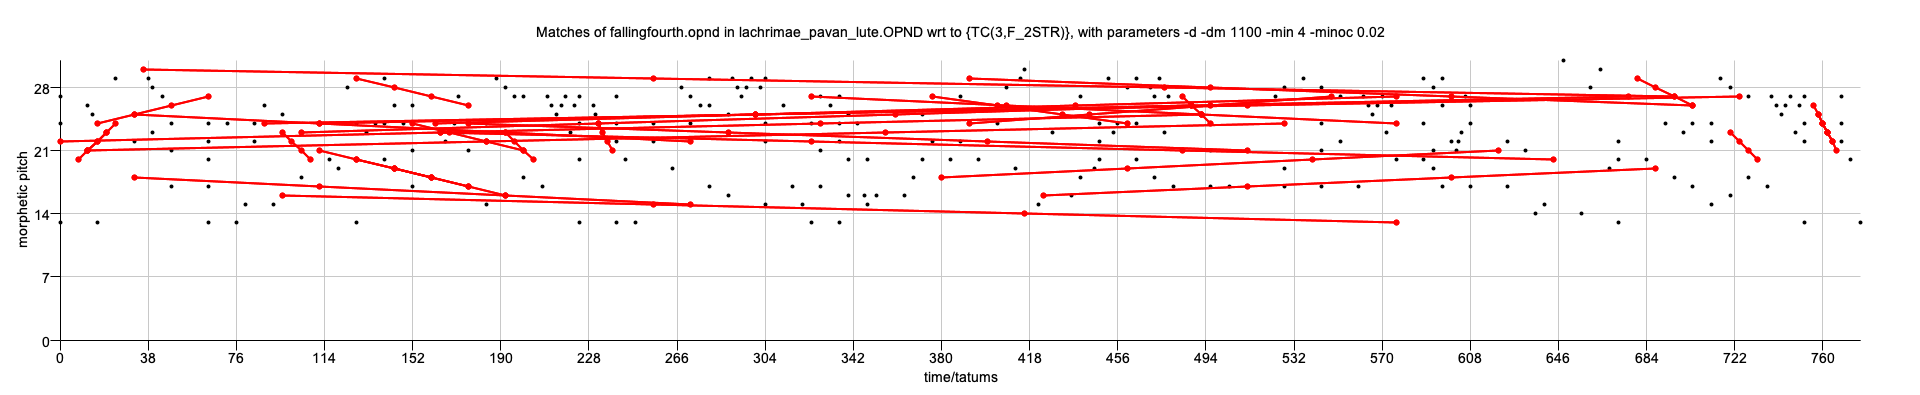 Matches of fallingfourth.opnd in lachrimae_pavan_lute.OPND wrt to {TC(3,F_2STR)}, with parameters -d -dm 1100 -min 4 -minoc 0.02
morphetic pitch
28
21
14
7
0
0 38 76 114 152 190 228 266 304 342 380 418 456 494 532 570 608 646 684 722 760
time/tatums